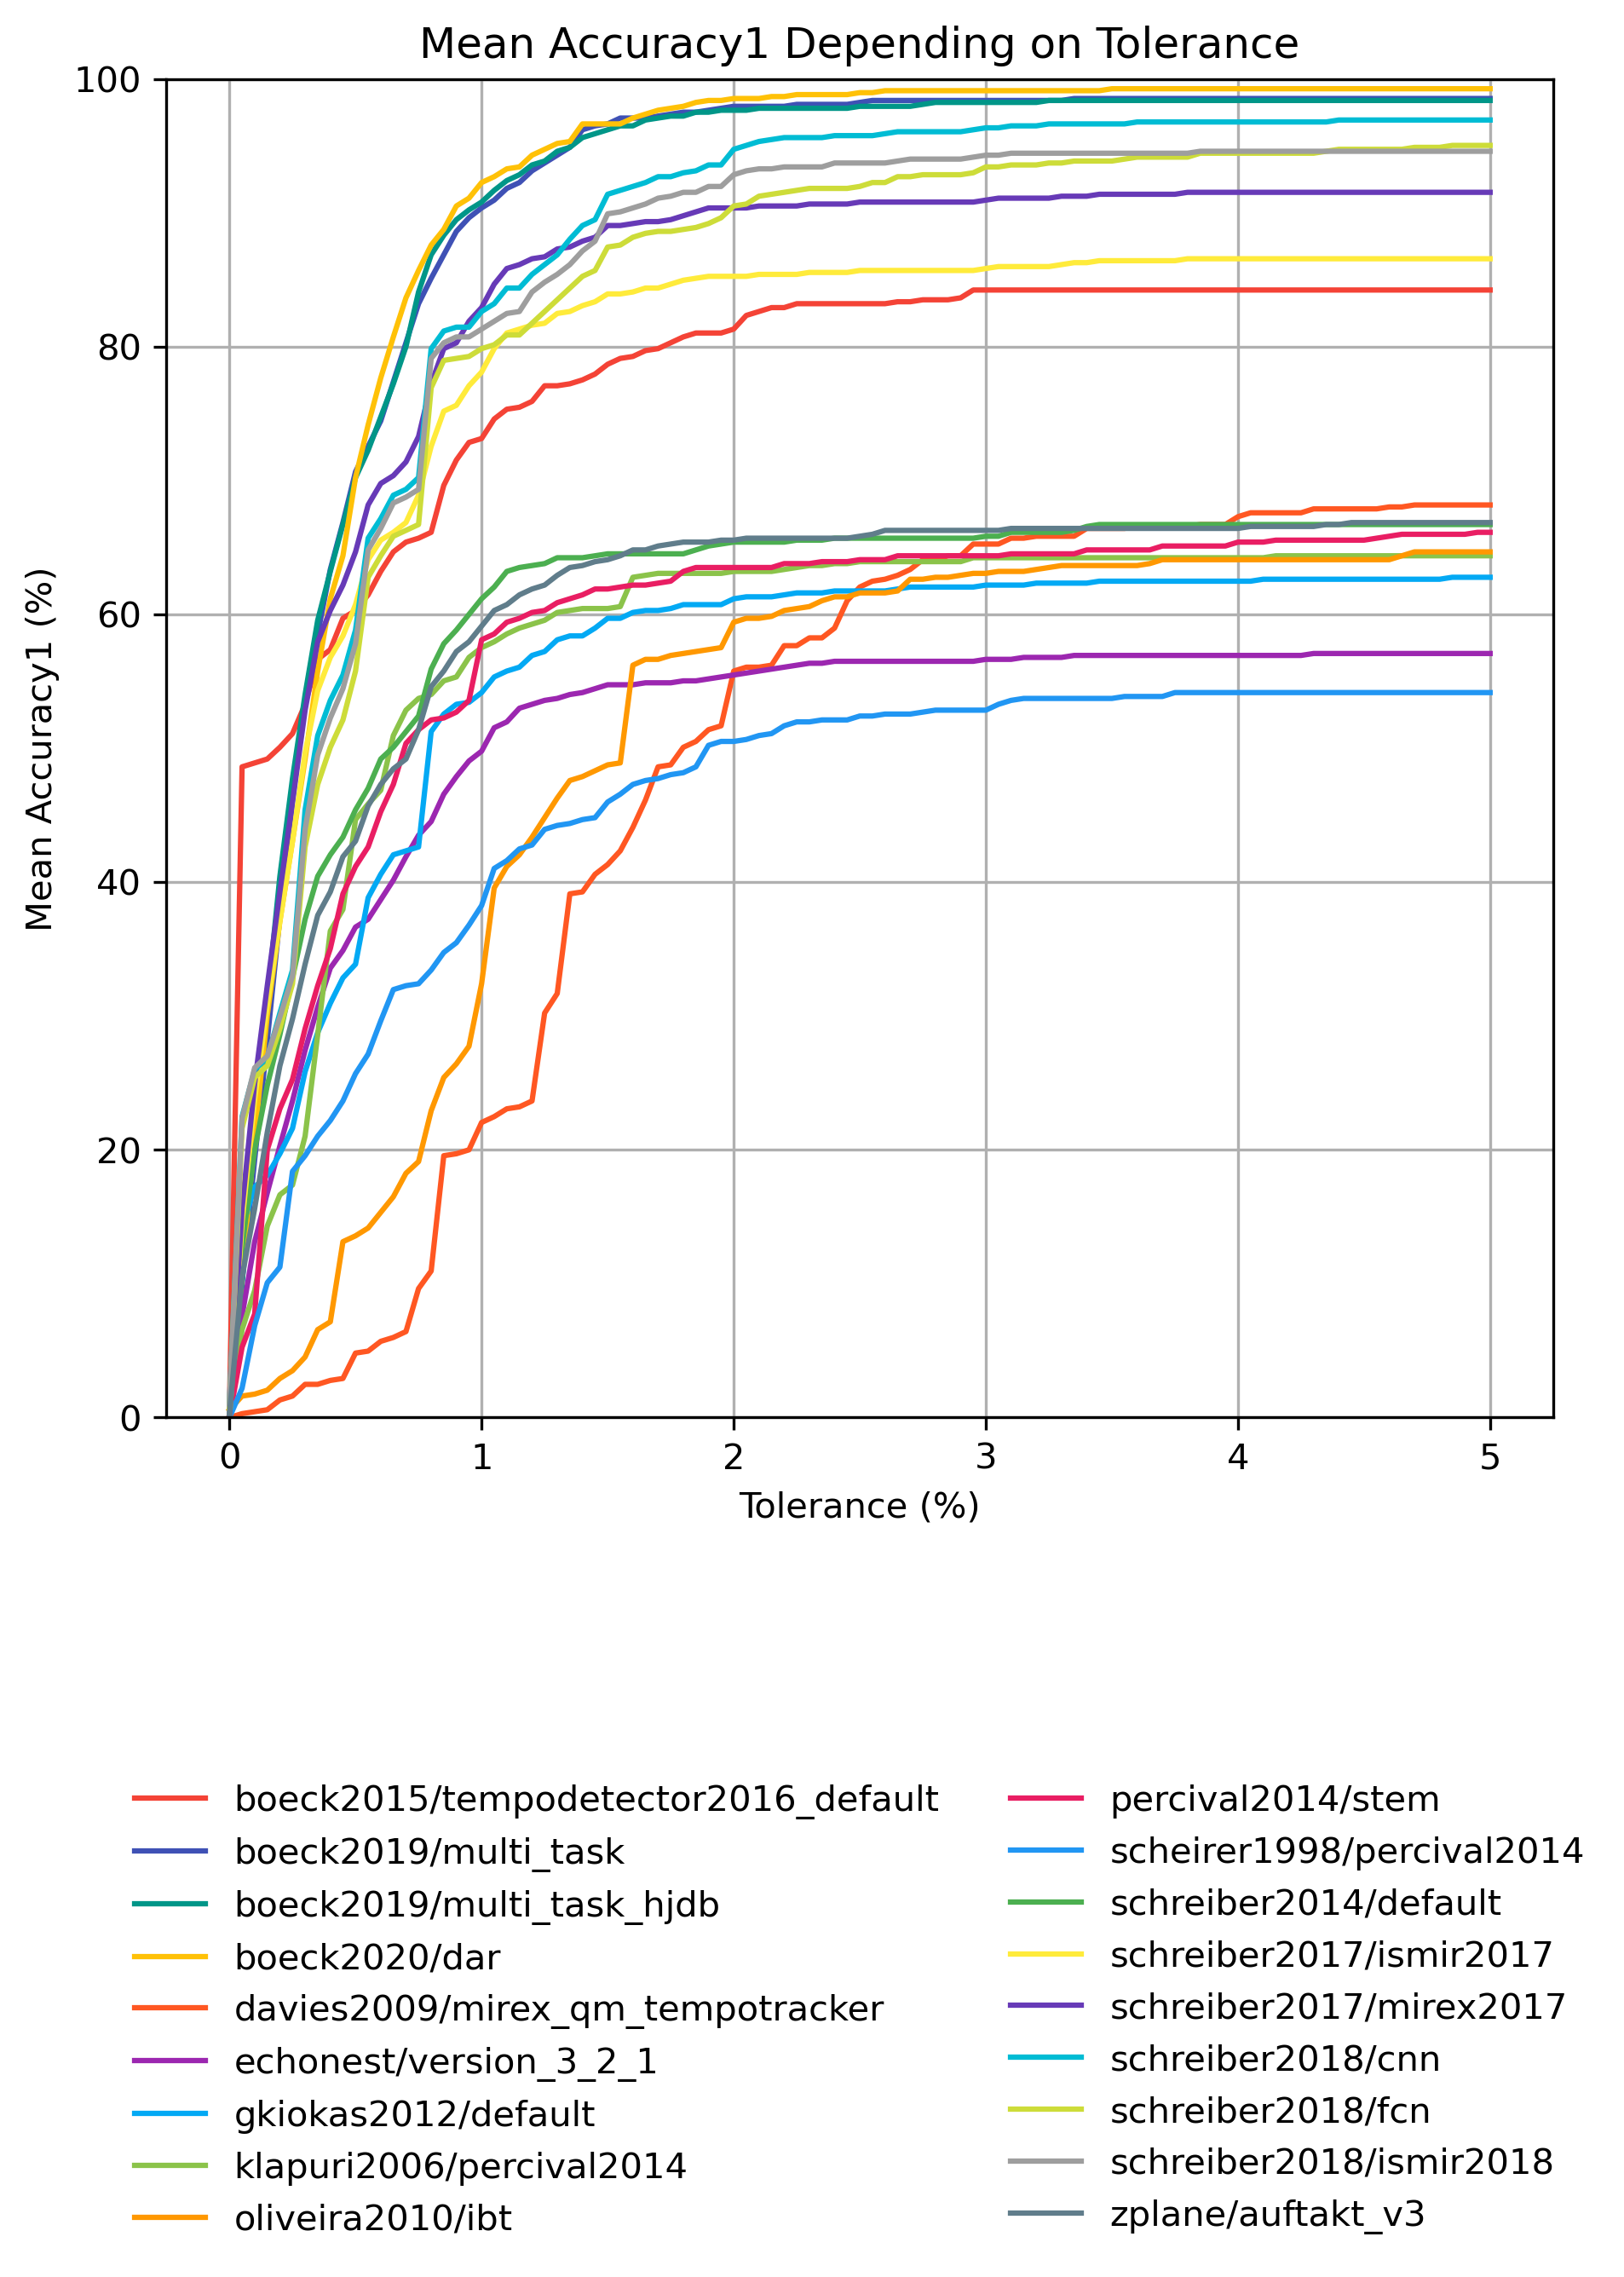 Mean Accuracy1 Depending on Tolerance
100
80
60
40
20
0
Mean Accuracy1 (%)
0 1 2 3 4 5
Tolerance (%)
boeck2015/tempodetector2016_default
boeck2019/multi_task
boeck2019/multi_task_hjdb
boeck2020/dar
davies2009/mirex_qm_tempotracker
echonest/version_3_2_1
gkiokas2012/default
klapuri2006/percival2014
oliveira2010/ibt
percival2014/stem
scheirer1998/percival2014
schreiber2014/default
schreiber2017/ismir2017
schreiber2017/mirex2017
schreiber2018/cnn
schreiber2018/fcn
schreiber2018/ismir2018
zplane/auftakt_v3